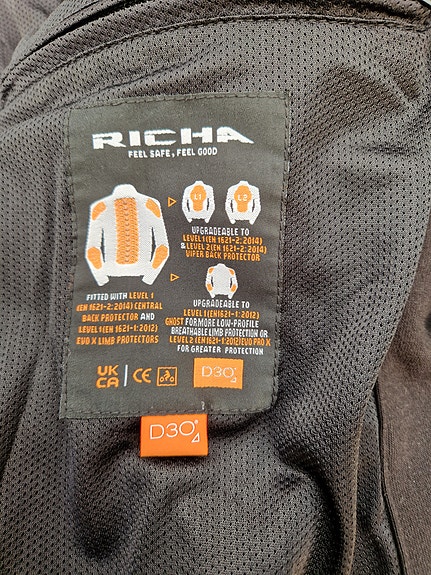 RICHA
FEEL SAFE, FEEL GOOD
L1 L2
UPGRADEABLE TO
LEVEL 1 (EN 1621-2:2014)
& LEVEL 2 (EN 1621-2:2014)
VIPER BACK PROTECTOR
FITTED WITH LEVEL 1
(EN 1621-2:2014) CENTRAL
BACK PROTECTOR AND
LEVEL 1 (EN 1621-1:2012)
EVO X LIMB PROTECTORS
UPGRADEABLE TO
LEVEL 1 (EN 1621-1:2012)
GHOST FOR MORE LOW-PROFILE
BREATHABLE LIMB PROTECTION OR
LEVEL 2 (EN 1621-1:2012) EVO PRO X
FOR GREATER PROTECTION
UK
CA
CE
D3O°
D3O°